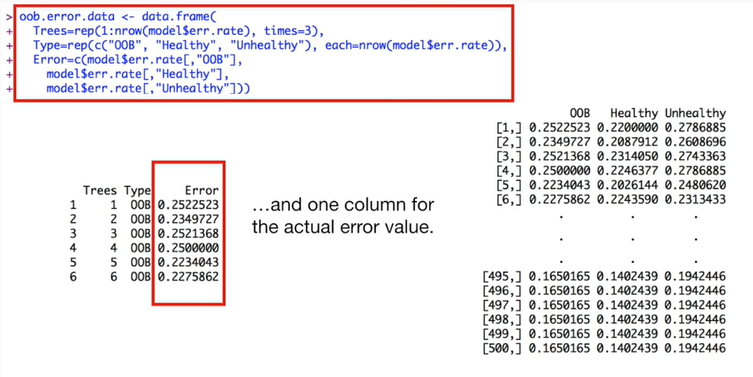 > oob.error.data <- data.frame(
+ Trees=rep(1:nrow(model$err.rate), times=3),
+ Type=rep(c("OOB", "Healthy", "Unhealthy"), each=nrow(model$err.rate)),
+ Error=c(model$err.rate[,"OOB"],
+ model$err.rate[,"Healthy"],
+ model$err.rate[,"Unhealthy"]))
Trees Type Error
1 1 OOB 0.2522523
2 2 OOB 0.2349727
3 3 OOB 0.2521368
4 4 OOB 0.2500000
5 5 OOB 0.2234043
6 6 OOB 0.2275862
…and one column for
the actual error value.
OOB Healthy Unhealthy
[1,] 0.2522523 0.2200000 0.2786885
[2,] 0.2349727 0.2087912 0.2608696
[3,] 0.2521368 0.2314050 0.2743363
[4,] 0.2500000 0.2246377 0.2786885
[5,] 0.2234043 0.2026144 0.2480620
[6,] 0.2275862 0.2243590 0.2313433
. . .
. . .
. . .
[495,] 0.1650165 0.1402439 0.1942446
[496,] 0.1650165 0.1402439 0.1942446
[497,] 0.1650165 0.1402439 0.1942446
[498,] 0.1650165 0.1402439 0.1942446
[499,] 0.1650165 0.1402439 0.1942446
[500,] 0.1650165 0.1402439 0.1942446